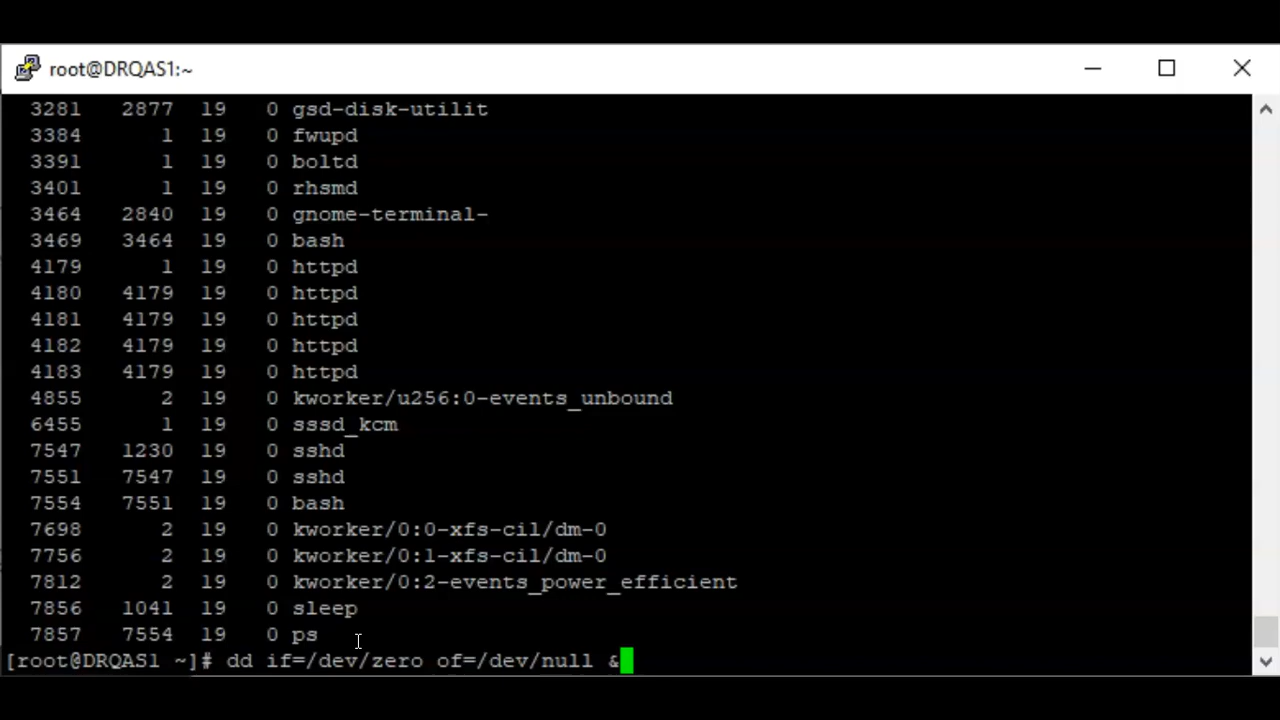 root@DRQAS1:~
3281 2877 19 0 gsd-disk-utilit
3384 1 19 0 fwupd
3391 1 19 0 boltd
3401 1 19 0 rhsmd
3464 2840 19 0 gnome-terminal-
3469 3464 19 0 bash
4179 1 19 0 httpd
4180 4179 19 0 httpd
4181 4179 19 0 httpd
4182 4179 19 0 httpd
4183 4179 19 0 httpd
4855 2 19 0 kworker/u256:0-events_unbound
6455 1 19 0 sssd_kcm
7547 1230 19 0 sshd
7551 7547 19 0 sshd
7554 7551 19 0 bash
7698 2 19 0 kworker/0:0-xfs-cil/dm-0
7756 2 19 0 kworker/0:1-xfs-cil/dm-0
7812 2 19 0 kworker/0:2-events_power_efficient
7856 1041 19 0 sleep
7857 7554 19 0 ps
[root@DRQAS1 ~]# dd if=/dev/zero of=/dev/null &